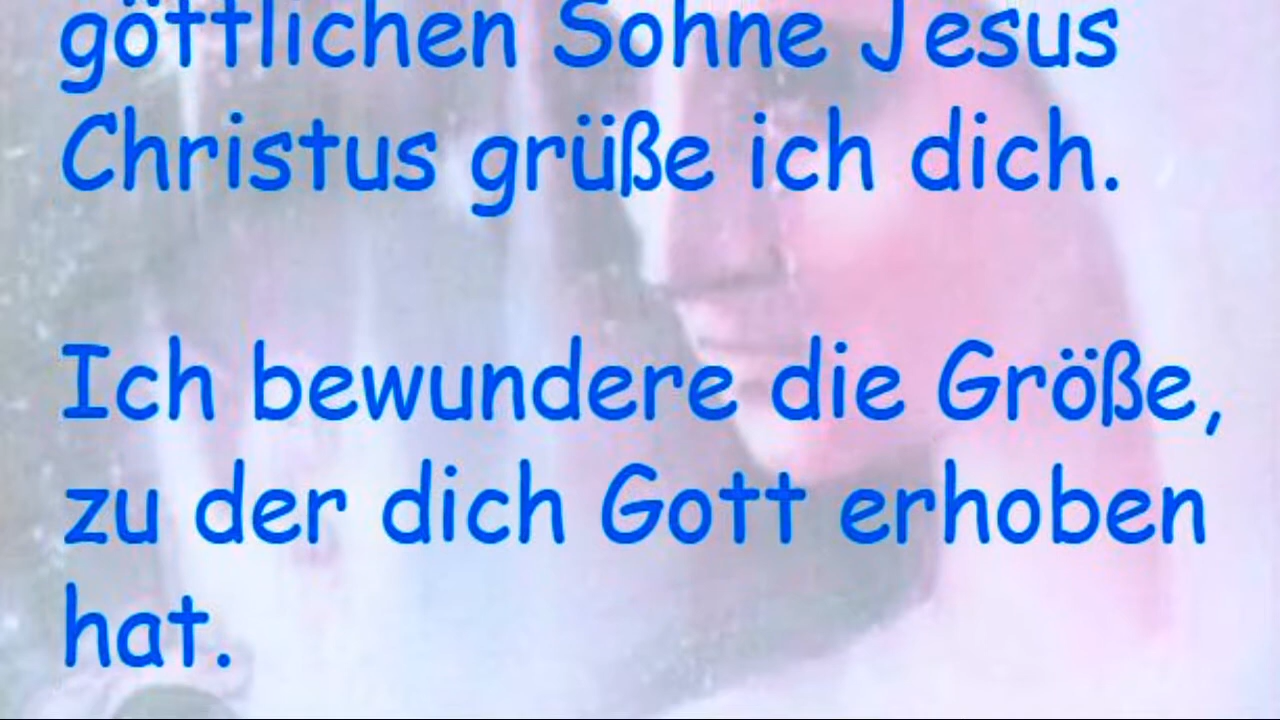 göttlichen Sohne Jesus
Christus grüße ich dich.
Ich bewundere die Größe,
zu der dich Gott erhoben
hat.